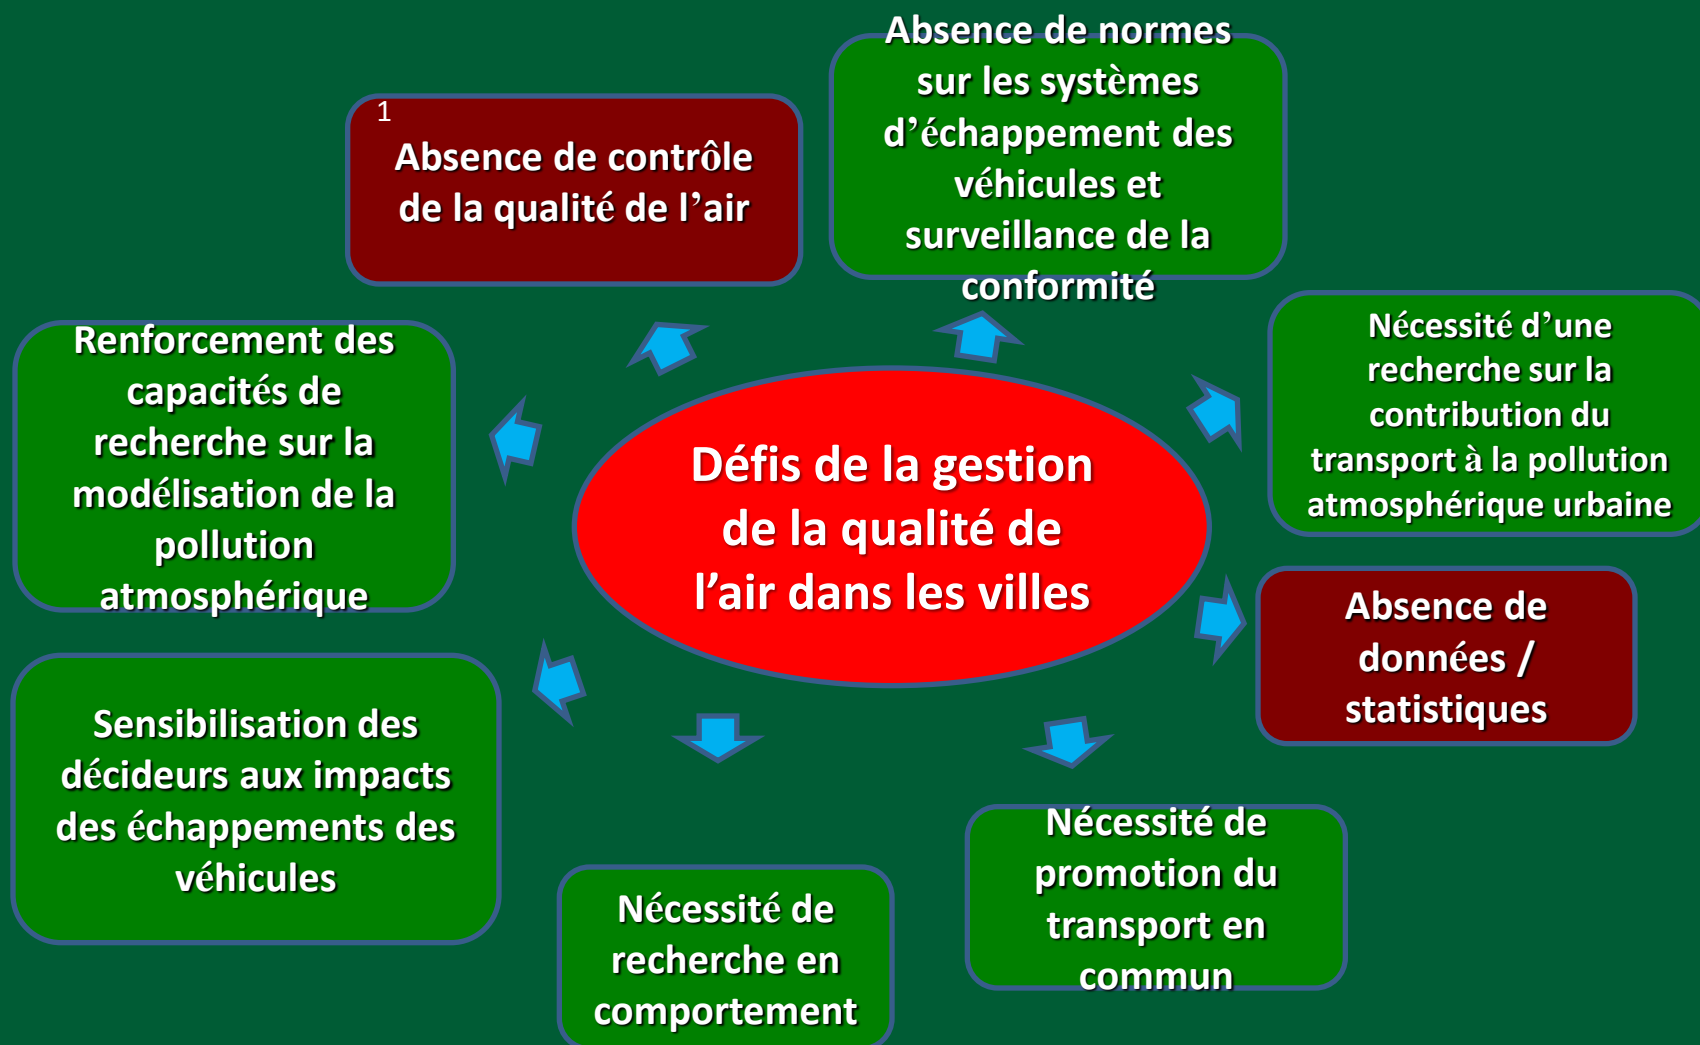 Absence de normes
sur les systèmes
d’échappement des
véhicules et
surveillance de la
conformité
1
Absence de contrôle
de la qualité de l’air
Nécessité d’une
recherche sur la
contribution du
transport à la pollution
atmosphérique urbaine
Renforcement des
capacités de
recherche sur la
modélisation de la
pollution
atmosphérique
Défis de la gestion
de la qualité de
l’air dans les villes
Absence de
données /
statistiques
Sensibilisation des
décideurs aux impacts
des échappements des
véhicules
Nécessité de
promotion du
transport en
commun
Nécessité de
recherche en
comportement